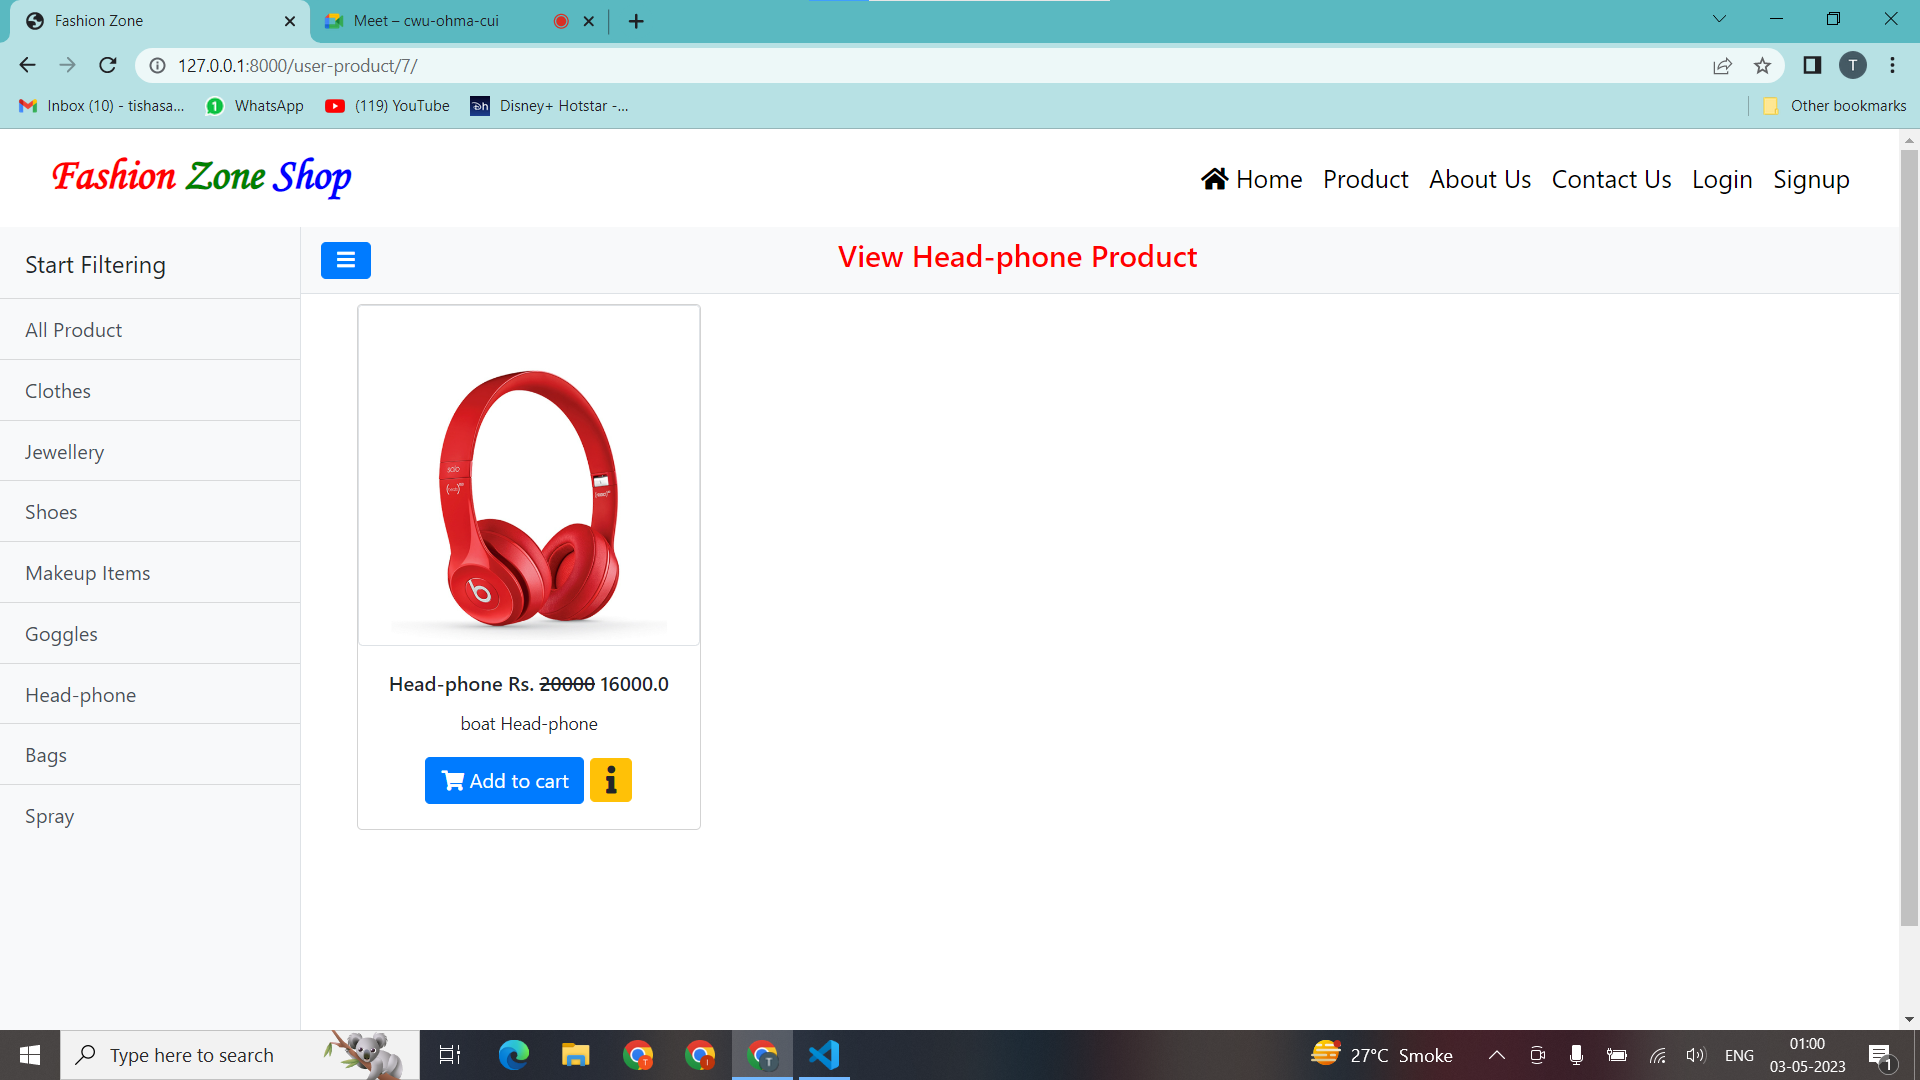 Fashion Zone
Meet – cwu-ohma-cui
127.0.0.1:8000/user-product/7/
T
Inbox (10) - tishasa...
WhatsApp
(119) YouTube
Disney+ Hotstar -...
Other bookmarks
Fashion Zone Shop
Home
Product
About Us
Contact Us
Login
Signup
Start Filtering
View Head-phone Product
All Product
Clothes
Jewellery
Shoes
Makeup Items
Goggles
Head-phone
Bags
Spray
solo
b
Head-phone Rs. 20000 16000.0
boat Head-phone
Add to cart
Type here to search
27°C Smoke
ENG
01:00
03-05-2023
1